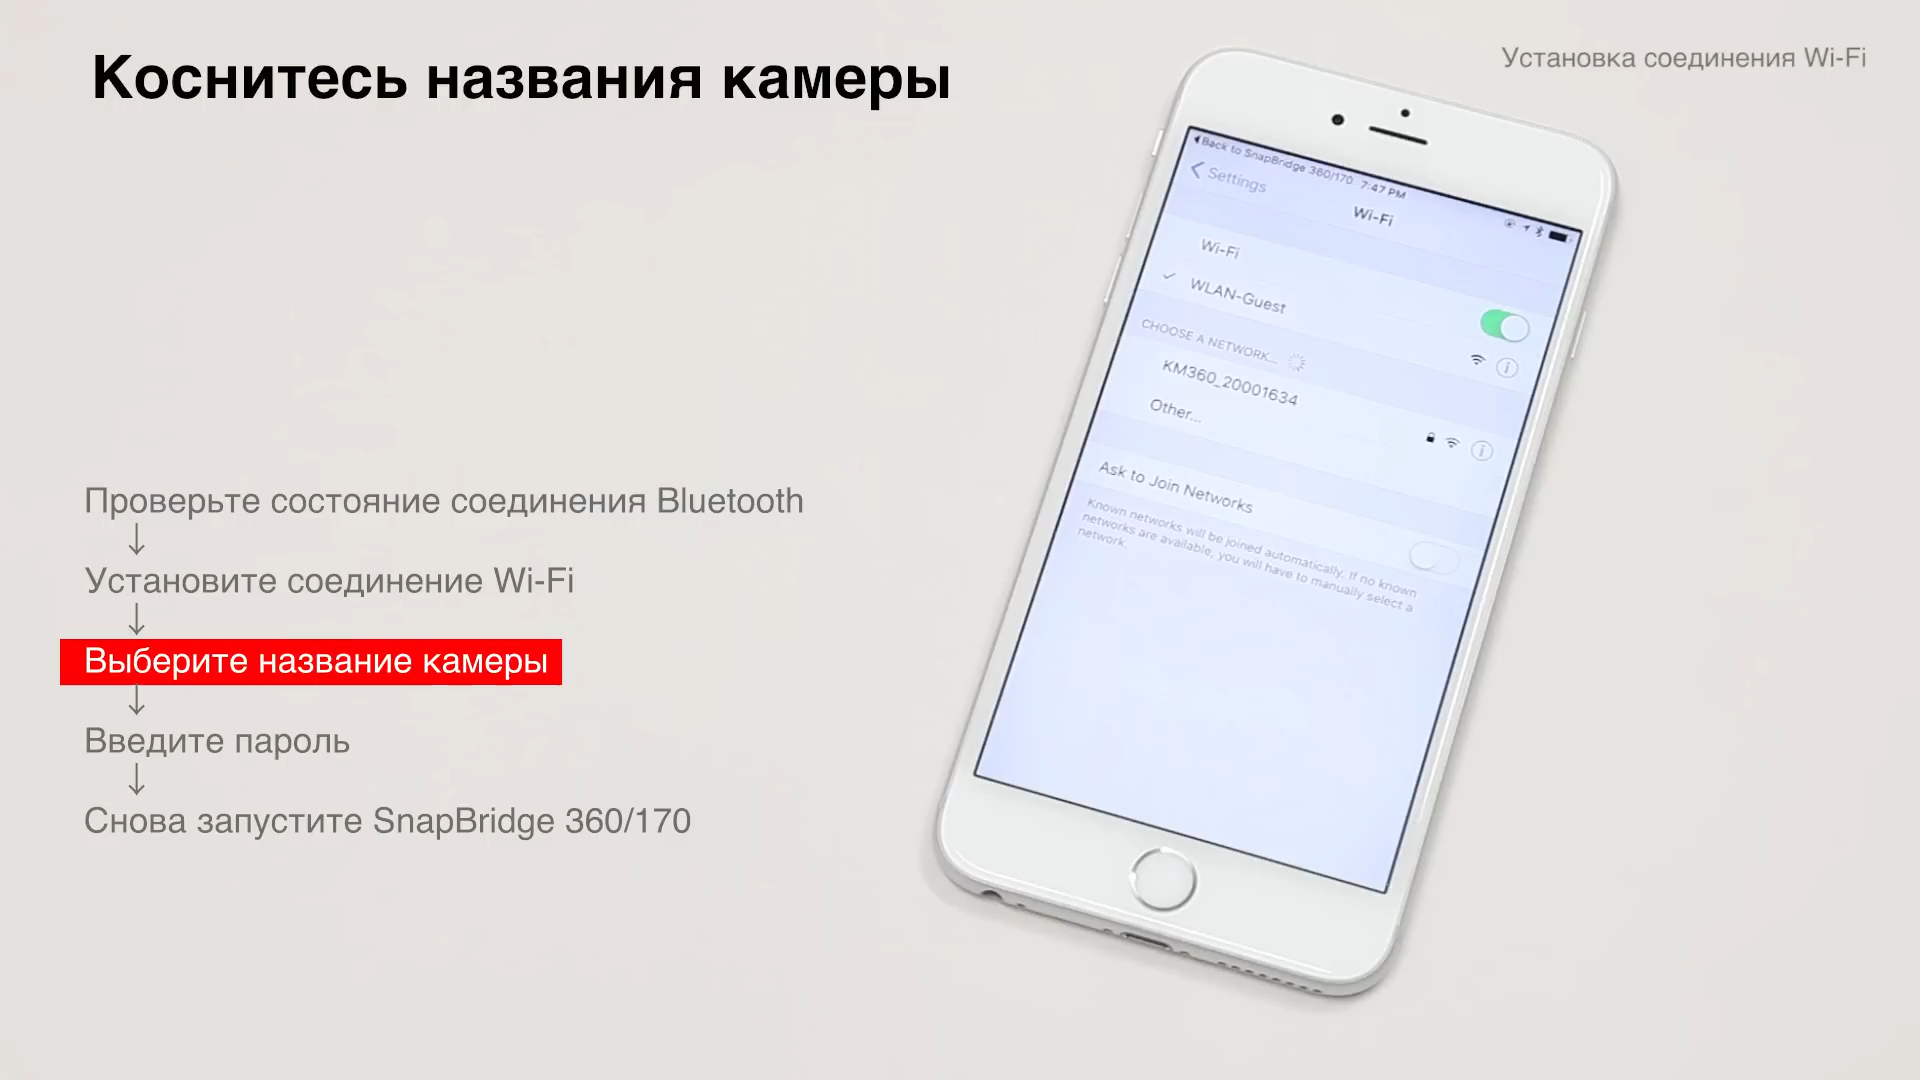 Коснитесь названия камеры
Установка соединения Wi-Fi
Back to SnapBridge 360/170 7:47 PM
Settings
Wi-Fi
Wi-Fi
WLAN-Guest
CHOOSE A NETWORK...
KM360_20001634
Other...
Ask to Join Networks
Known networks will be joined automatically. If no known
networks are available, you will have to manually select a
network.
Проверьте состояние соединения Bluetooth
↓
Установите соединение Wi-Fi
↓
Выберите название камеры
↓
Введите пароль
↓
Снова запустите SnapBridge 360/170